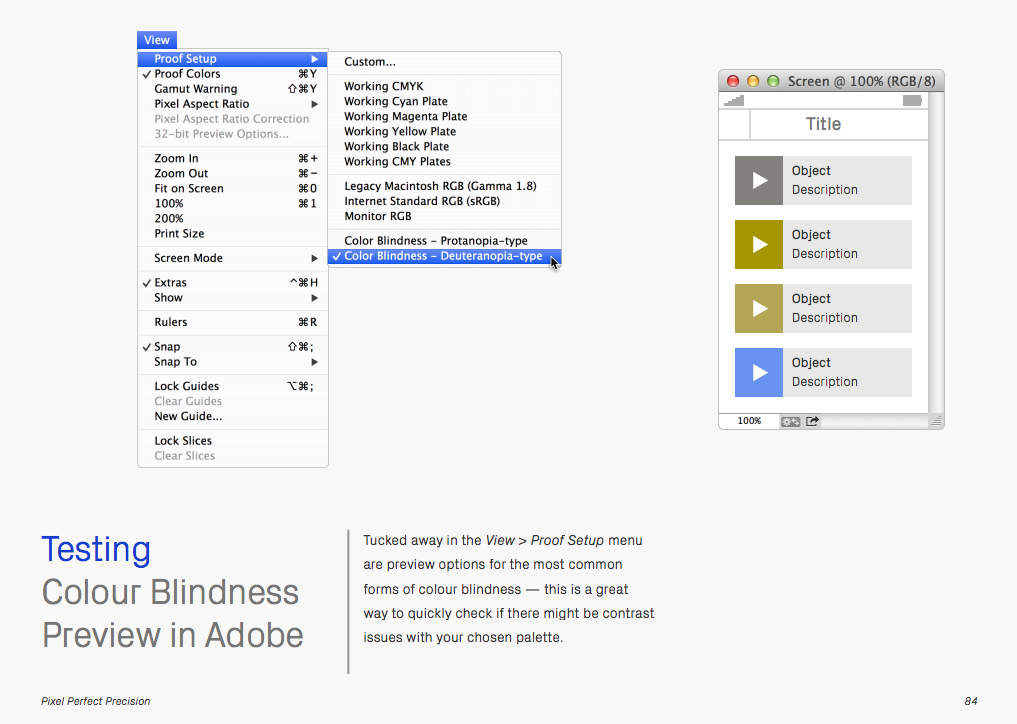 View
Proof Setup
✓ Proof Colors ⌘Y
Gamut Warning ⇧⌘Y
Pixel Aspect Ratio
Pixel Aspect Ratio Correction
32-bit Preview Options...
Zoom In ⌘+
Zoom Out ⌘−
Fit on Screen ⌘0
100% ⌘1
200%
Print Size
Screen Mode
✓ Extras ^⌘H
Show
Rulers ⌘R
✓ Snap ⇧⌘;
Snap To
Lock Guides ⌥⌘;
Clear Guides
New Guide...
Lock Slices
Clear Slices
Custom...
Working CMYK
Working Cyan Plate
Working Magenta Plate
Working Yellow Plate
Working Black Plate
Working CMY Plates
Legacy Macintosh RGB (Gamma 1.8)
Internet Standard RGB (sRGB)
Monitor RGB
Color Blindness – Protanopia-type
✓ Color Blindness – Deuteranopia-type
Screen @ 100% (RGB/8)
Title
Object
Description
Object
Description
Object
Description
Object
Description
100%
Testing
Colour Blindness
Preview in Adobe
Tucked away in the View > Proof Setup menu
are preview options for the most common
forms of colour blindness — this is a great
way to quickly check if there might be contrast
issues with your chosen palette.
Pixel Perfect Precision
84